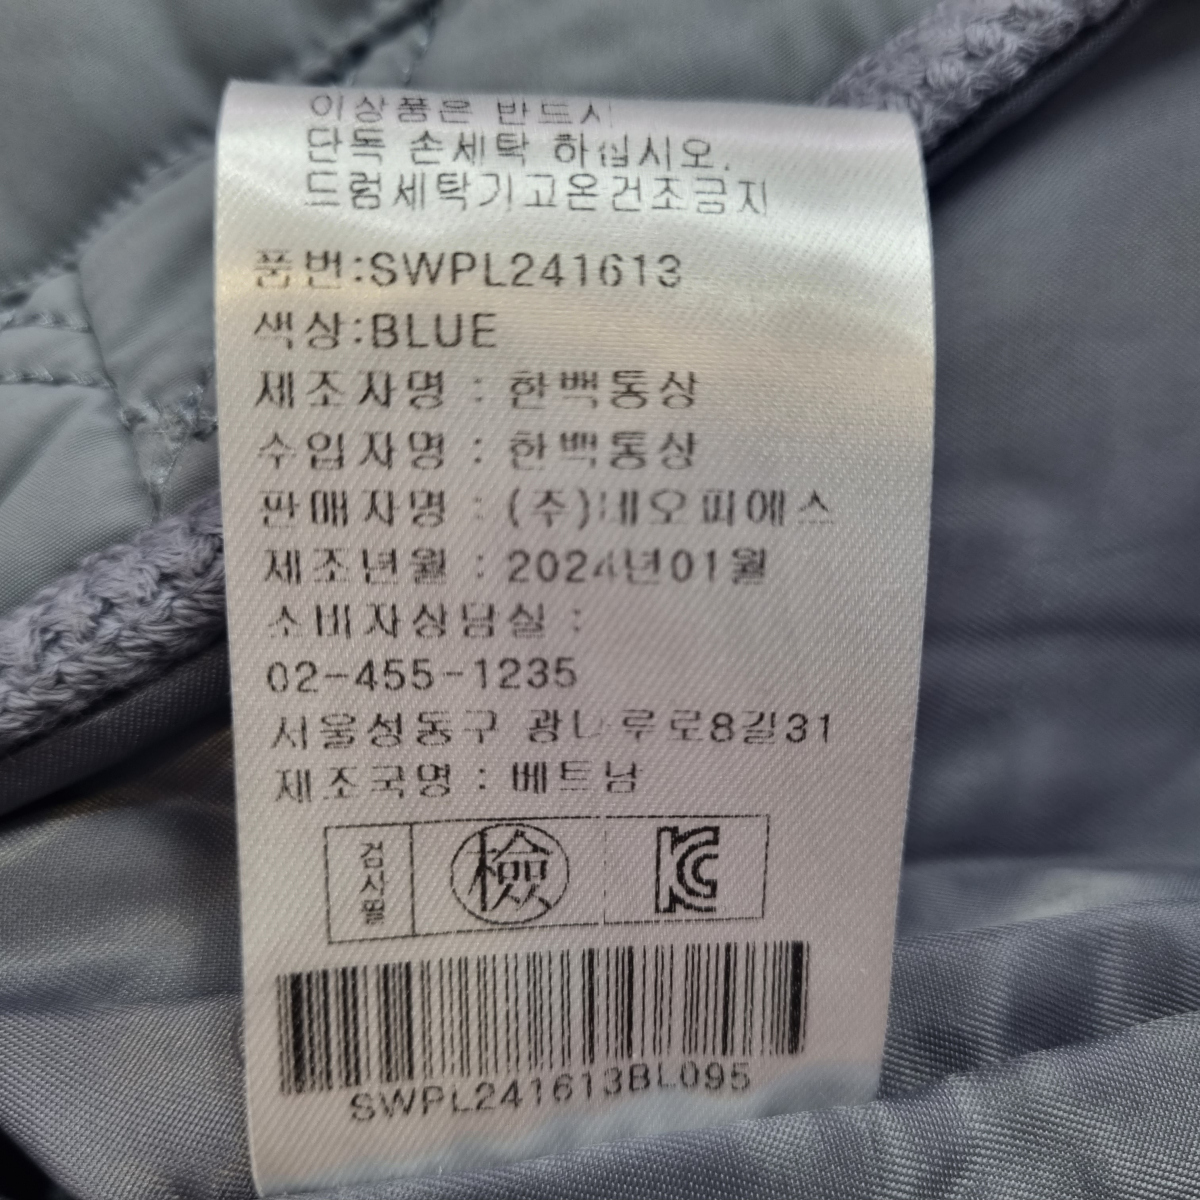 이상품은 반드시
단독 손세탁 하십시오.
드럼세탁기고온건조금지
품번:SWPL241613
색상:BLUE
제조자명 : 한백통상
수입자명 : 한백통상
판매자명 : (주)네오피에스
제조년월 : 2024년01월
소비자상담실 :
02-455-1235
서울성동구 광나루로8길31
제조국명 : 베트남
검사필 檢 KC
SWPL241613BL095